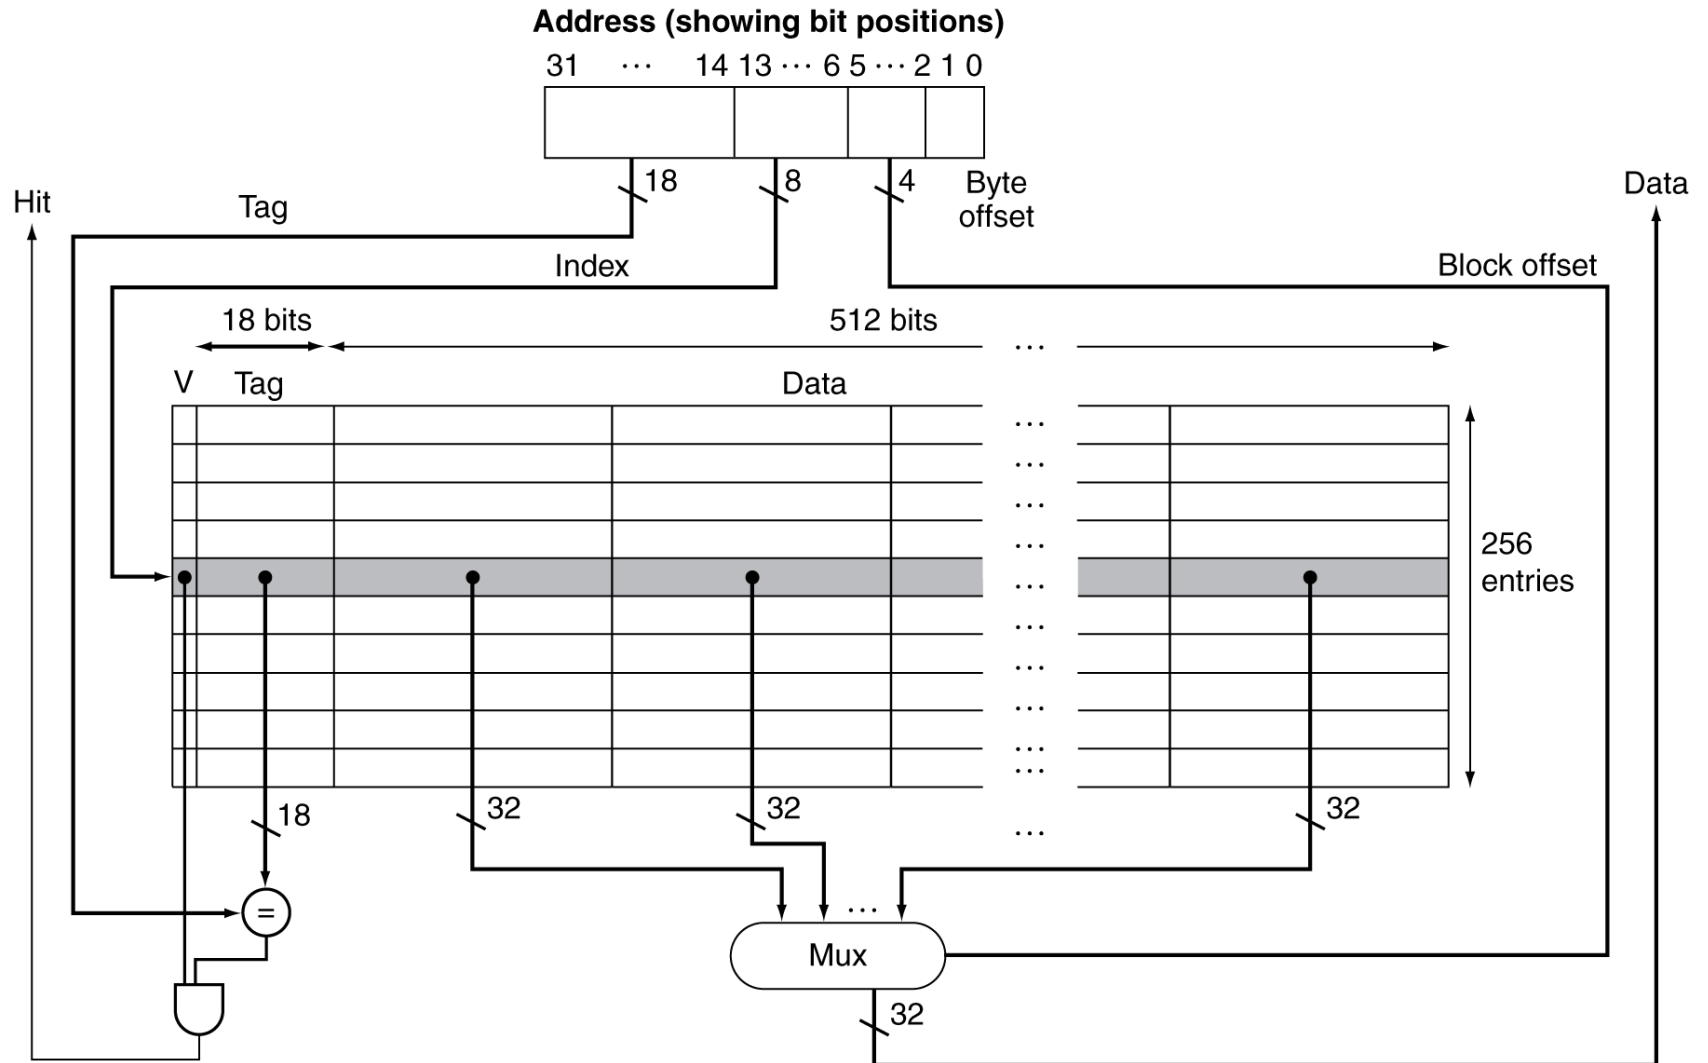 Address (showing bit positions)
31 ··· 14 13 ··· 6 5 ··· 2 1 0
18
8
4
Byte
offset
Hit
Data
Tag
Index
Block offset
18 bits
512 bits
···
V
Tag
Data
···
···
···
···
···
···
···
···
···
···
256
entries
18
32
32
···
32
=
···
Mux
32